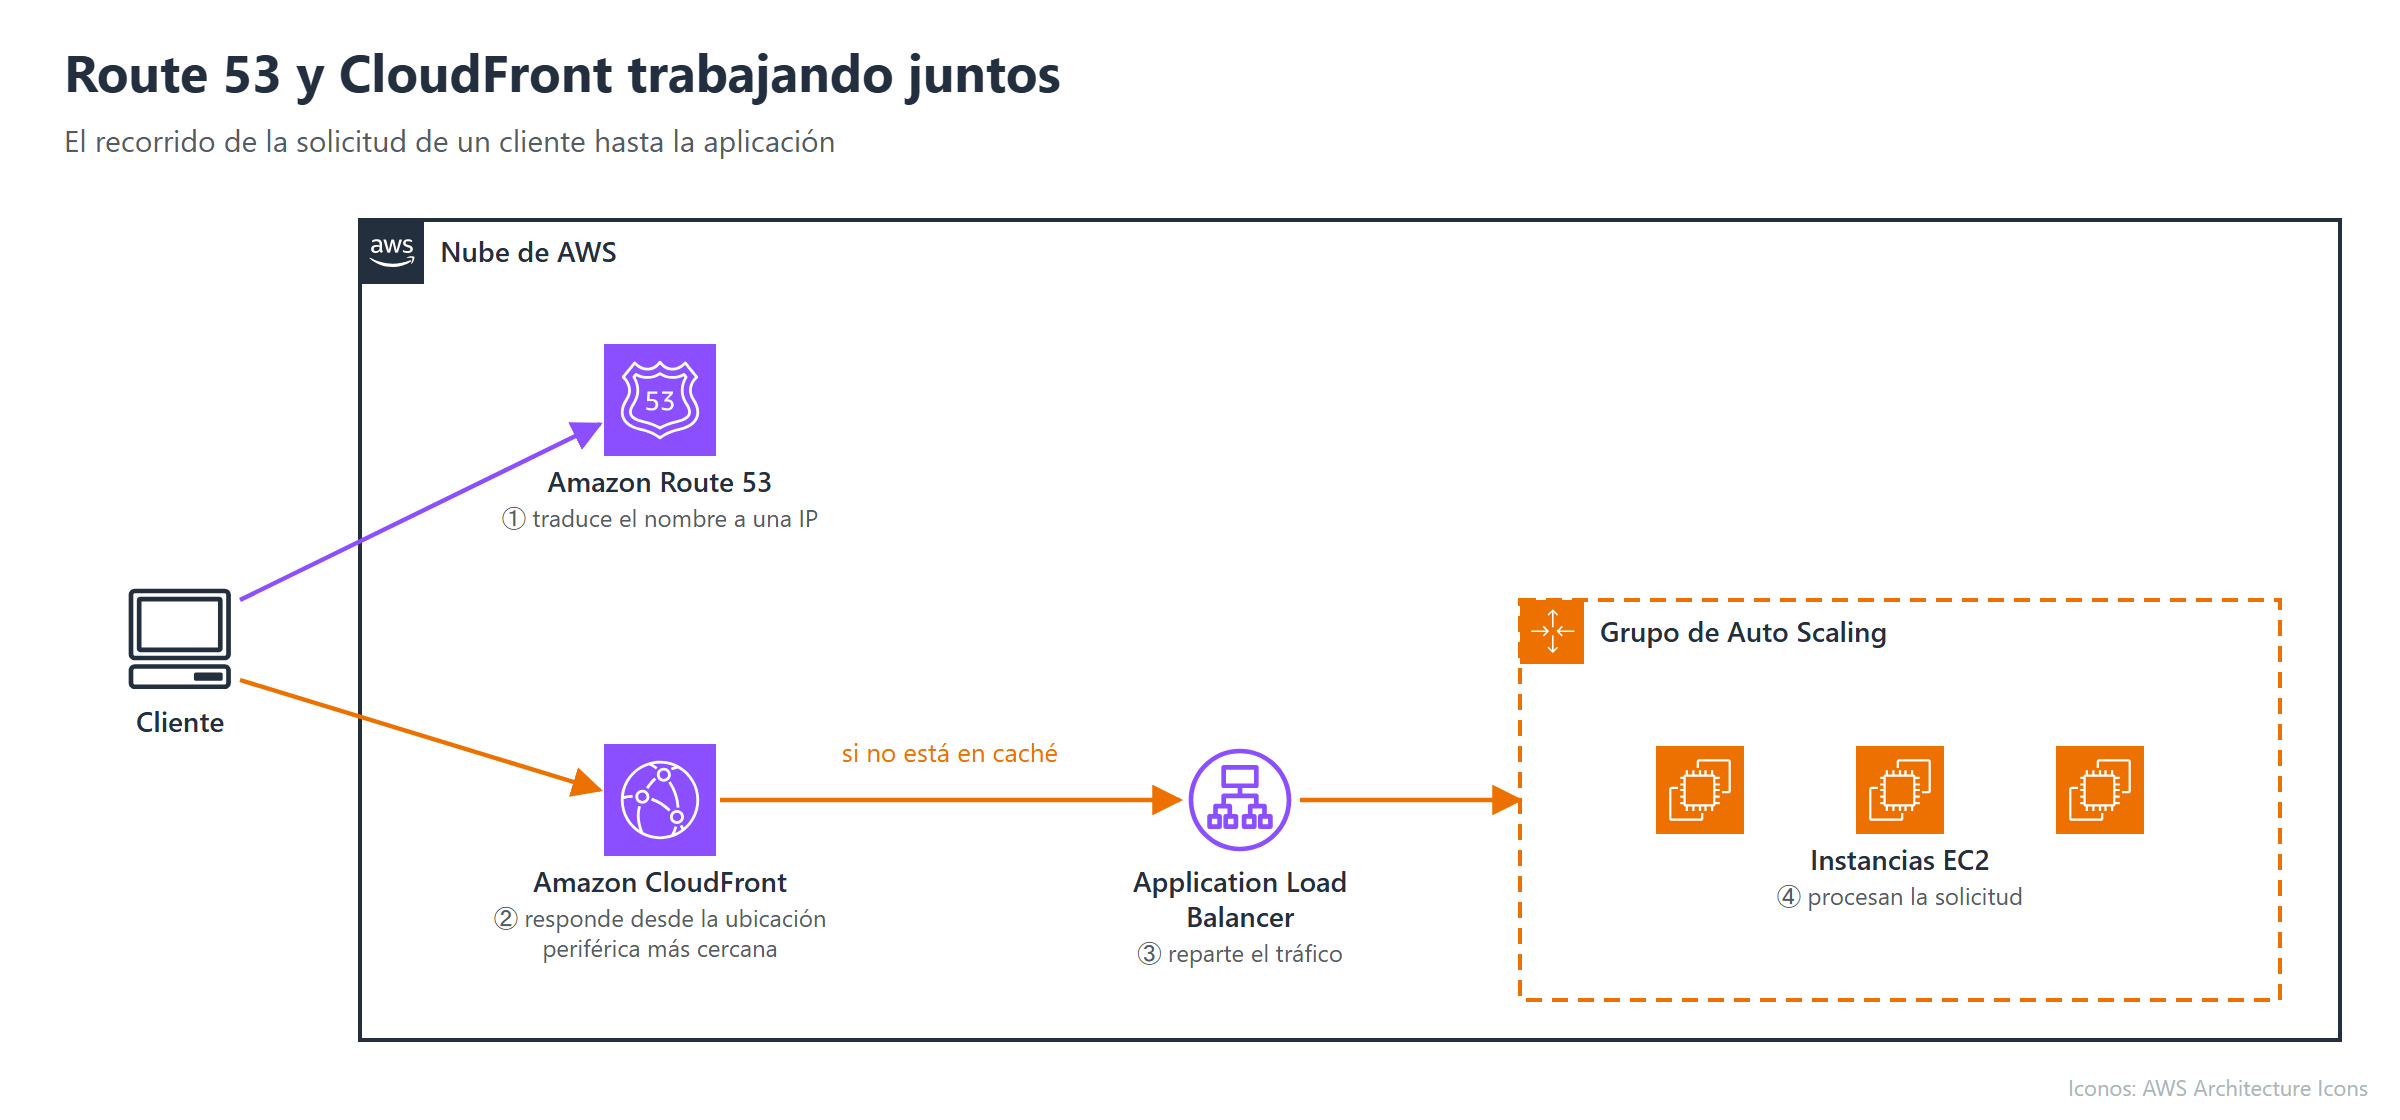 Route 53 y CloudFront trabajando juntos
El recorrido de la solicitud de un cliente hasta la aplicación
aws
Nube de AWS
53
Amazon Route 53
① traduce el nombre a una IP
Cliente
Grupo de Auto Scaling
si no está en caché
Amazon CloudFront
② responde desde la ubicación
periférica más cercana
Application Load
Balancer
③ reparte el tráfico
Instancias EC2
④ procesan la solicitud
Iconos: AWS Architecture Icons